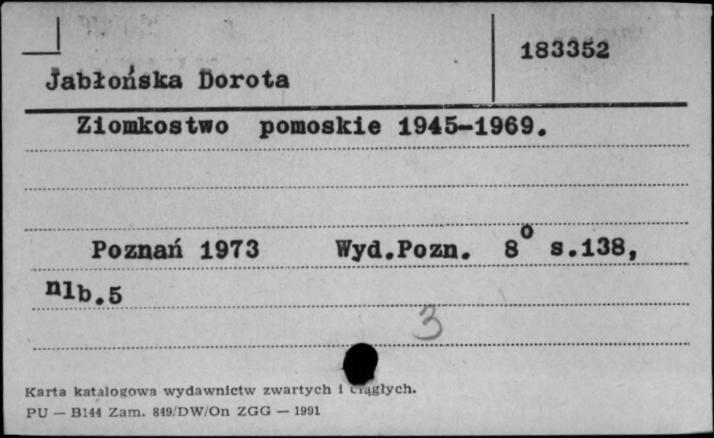 183352
Jabłońska Dorota
Ziomkostwo pomoskie 1945-1969.
Poznań 1973 Wyd.Pozn. 8° s.138,
nlb.5
3
Karta katalogowa wydawnictw zwartych i ciągłych.
PU — B144 Zam. 849/DW/On ZGG — 1991